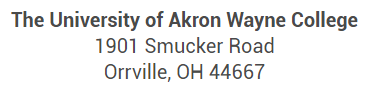 The University of Akron Wayne College
1901 Smucker Road
Orrville, OH 44667